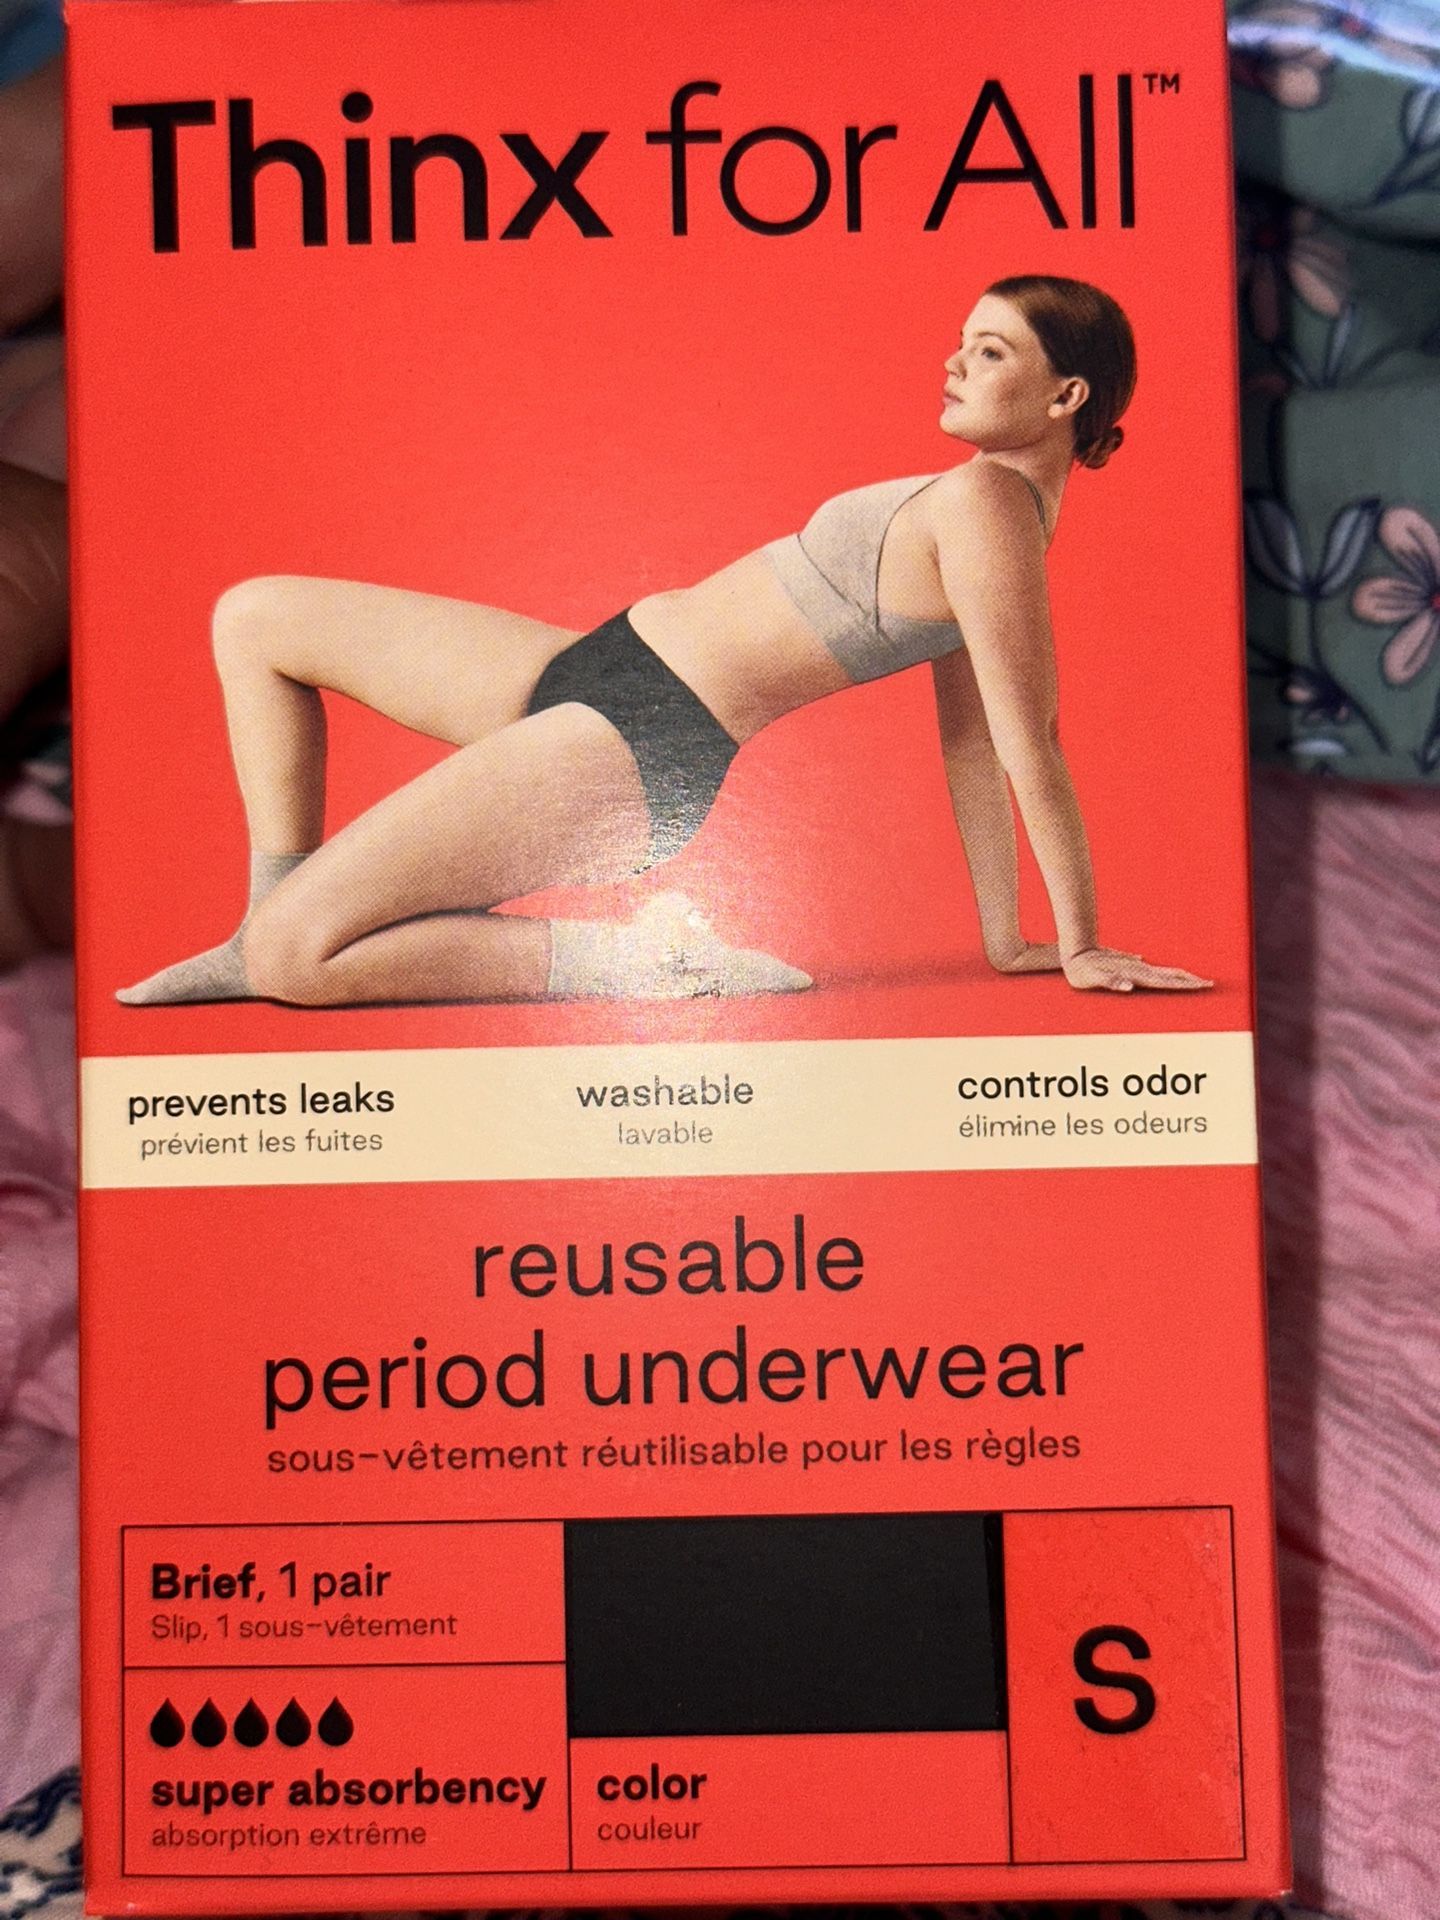 Thinx for All™
prevents leaks
prévient les fuites
washable
lavable
controls odor
élimine les odeurs
reusable
period underwear
sous-vêtement réutilisable pour les règles
Brief, 1 pair
Slip, 1 sous-vêtement
super absorbency
absorption extrême
color
couleur
S